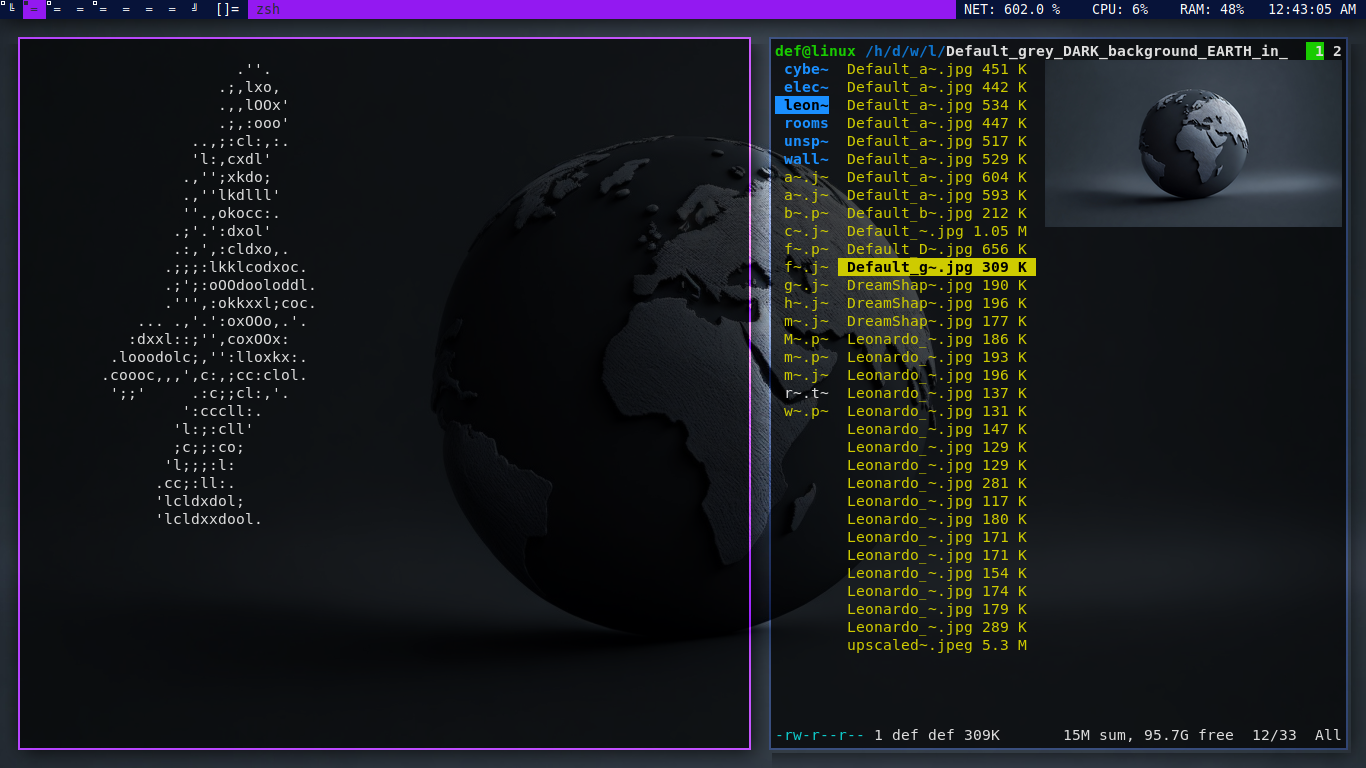 []= zsh NET: 602.0 % CPU: 6% RAM: 48% 12:43:05 AM
.''.
.;,lxo,
.,,lOOx'
.;,:ooo'
..,;:cl:,:.
'l:,cxdl'
.,'';xkdo;
.,''lkdlll'
''.,okocc:.
.;'.':dxol'
.:,',:cldxo,.
.;;;:lkklcodxoc.
.;';:oOOdooloddl.
.''',:okkxxl;coc.
... .,'.':oxOOo,.'.
:dxxl::;'',coxOOx:
.looodolc;,'':lloxkx:.
.coooc,,,',c:,;cc:clol.
';;' .:c;;cl:,'.
':cccll:.
'l:;:cll'
;c;;:co;
'l;;;:l:
.cc;:ll:.
'lcldxdol;
'lcldxxdool.
def@linux /h/d/w/l/Default_grey_DARK_background_EARTH_in_ 1 2
cybe~ Default_a~.jpg 451 K
elec~ Default_a~.jpg 442 K
leon~ Default_a~.jpg 534 K
rooms Default_a~.jpg 447 K
unsp~ Default_a~.jpg 517 K
wall~ Default_a~.jpg 529 K
a~.j~ Default_a~.jpg 604 K
a~.j~ Default_a~.jpg 593 K
b~.p~ Default_b~.jpg 212 K
c~.j~ Default_~.jpg 1.05 M
f~.p~ Default_D~.jpg 656 K
f~.j~ Default_g~.jpg 309 K
g~.j~ DreamShap~.jpg 190 K
h~.j~ DreamShap~.jpg 196 K
m~.j~ DreamShap~.jpg 177 K
M~.p~ Leonardo_~.jpg 186 K
m~.p~ Leonardo_~.jpg 193 K
m~.j~ Leonardo_~.jpg 196 K
r~.t~ Leonardo_~.jpg 137 K
w~.p~ Leonardo_~.jpg 131 K
Leonardo_~.jpg 147 K
Leonardo_~.jpg 129 K
Leonardo_~.jpg 129 K
Leonardo_~.jpg 281 K
Leonardo_~.jpg 117 K
Leonardo_~.jpg 180 K
Leonardo_~.jpg 171 K
Leonardo_~.jpg 171 K
Leonardo_~.jpg 154 K
Leonardo_~.jpg 174 K
Leonardo_~.jpg 179 K
Leonardo_~.jpg 289 K
upscaled~.jpeg 5.3 M
-rw-r--r-- 1 def def 309K 15M sum, 95.7G free 12/33 All